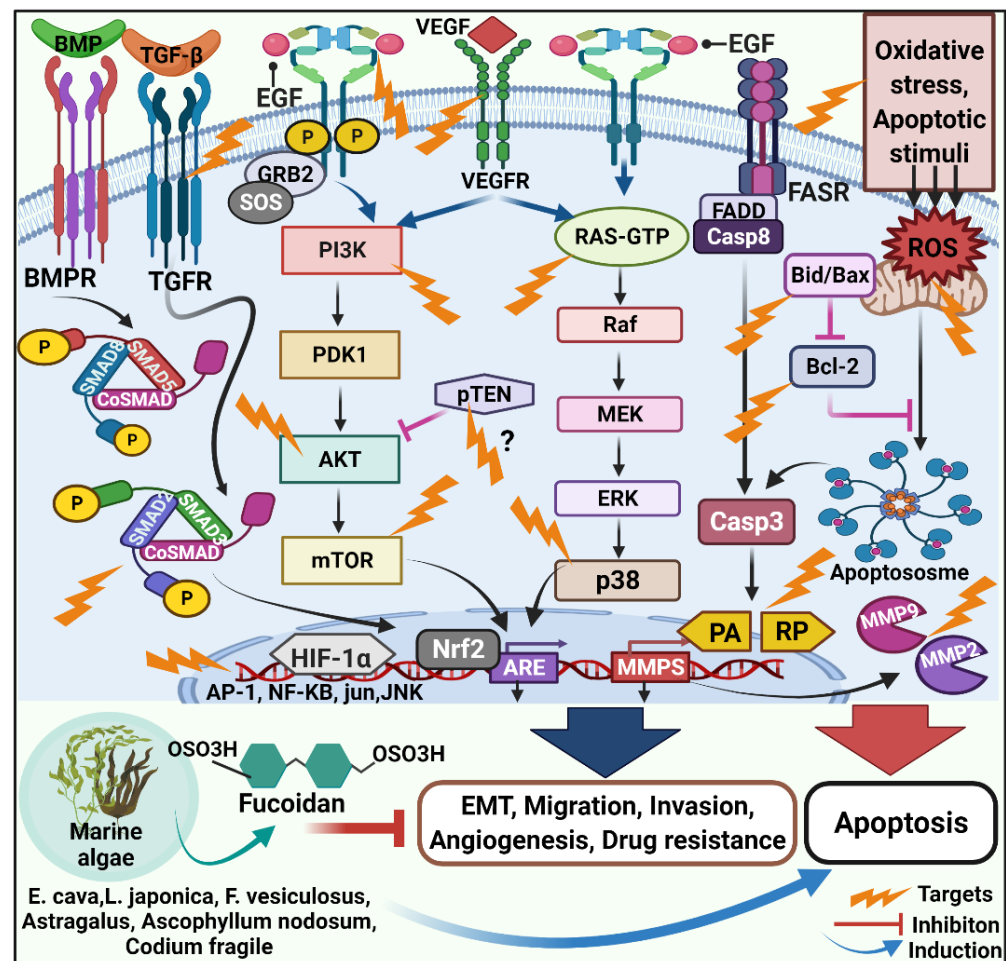 BMP
TGF-β
EGF
VEGF
EGF
Oxidative
stress,
Apoptotic
stimuli
P
P
GRB2
SOS
VEGFR
FASR
FADD
Casp8
BMPR
TGFR
PI3K
RAS-GTP
ROS
Bid/Bax
P
SMAD8
SMAD5
CoSMAD
P
PDK1
Raf
Bcl-2
pTEN
?
MEK
AKT
ERK
Casp3
P
SMAD2
SMAD3
CoSMAD
P
mTOR
p38
Apoptososme
PA
RP
MMP9
MMP2
HIF-1α
Nrf2
ARE
MMPS
AP-1, NF-KB, jun,JNK
OSO3H
OSO3H
Fucoidan
Marine
algae
EMT, Migration, Invasion,
Angiogenesis, Drug resistance
Apoptosis
E. cava,L. japonica, F. vesiculosus,
Astragalus, Ascophyllum nodosum,
Codium fragile
Targets
Inhibiton
Induction